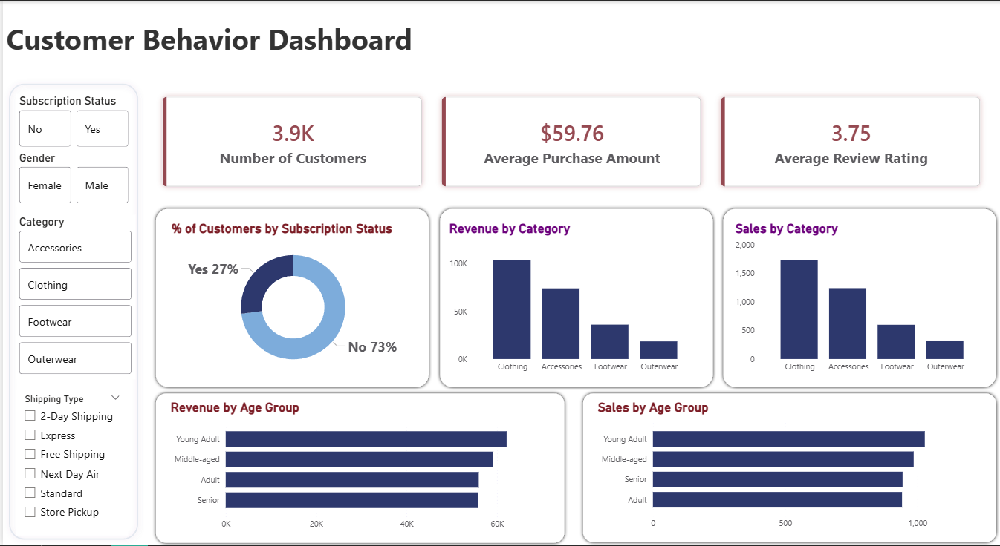 Customer Behavior Dashboard
Subscription Status
No
Yes
Gender
Female
Male
Category
Accessories
Clothing
Footwear
Outerwear
Shipping Type
2-Day Shipping
Express
Free Shipping
Next Day Air
Standard
Store Pickup
3.9K
Number of Customers
$59.76
Average Purchase Amount
3.75
Average Review Rating
% of Customers by Subscription Status
Yes 27%
No 73%
Revenue by Category
100K
50K
0K
Clothing
Accessories
Footwear
Outerwear
Sales by Category
2,000
1,500
1,000
500
0
Clothing
Accessories
Footwear
Outerwear
Revenue by Age Group
Young Adult
Middle-aged
Adult
Senior
0K
20K
40K
60K
Sales by Age Group
Young Adult
Middle-aged
Senior
Adult
0
500
1,000